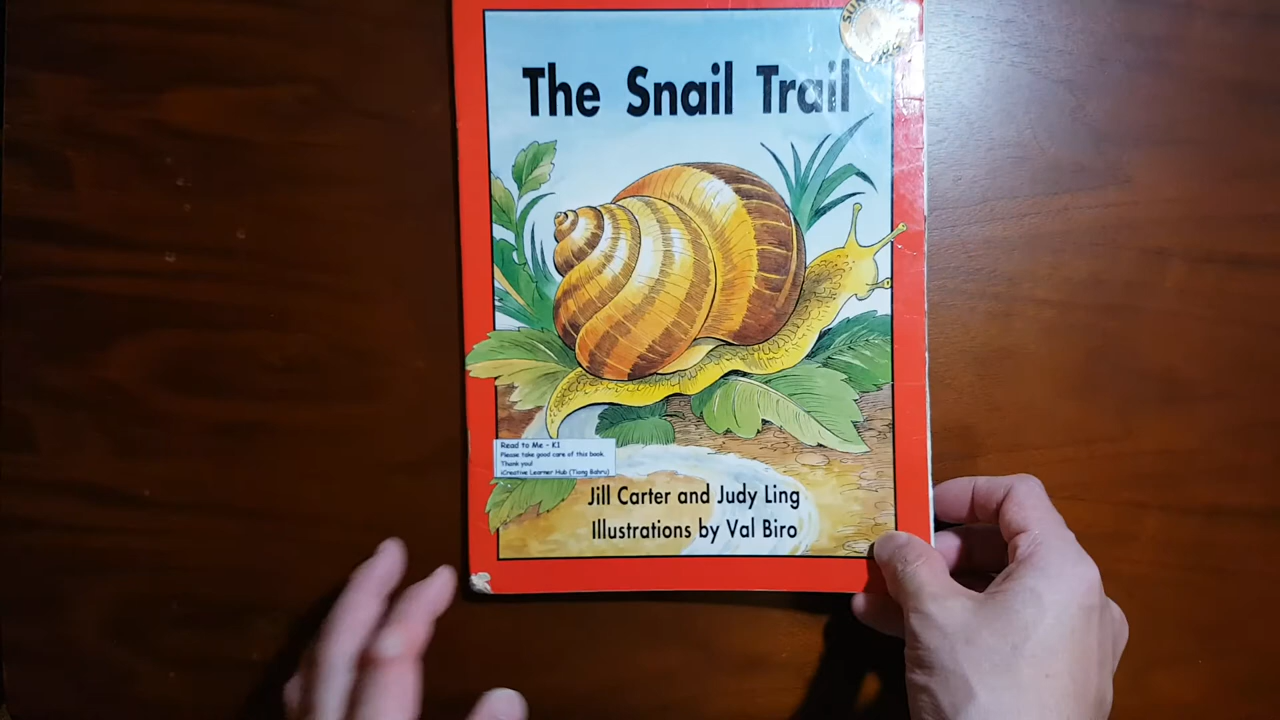 The Snail Trail
Read to Me - K1
Please take good care of this book.
Thank you!
iCreative Learner Hub (Tiong Bahru)
Jill Carter and Judy Ling
Illustrations by Val Biro